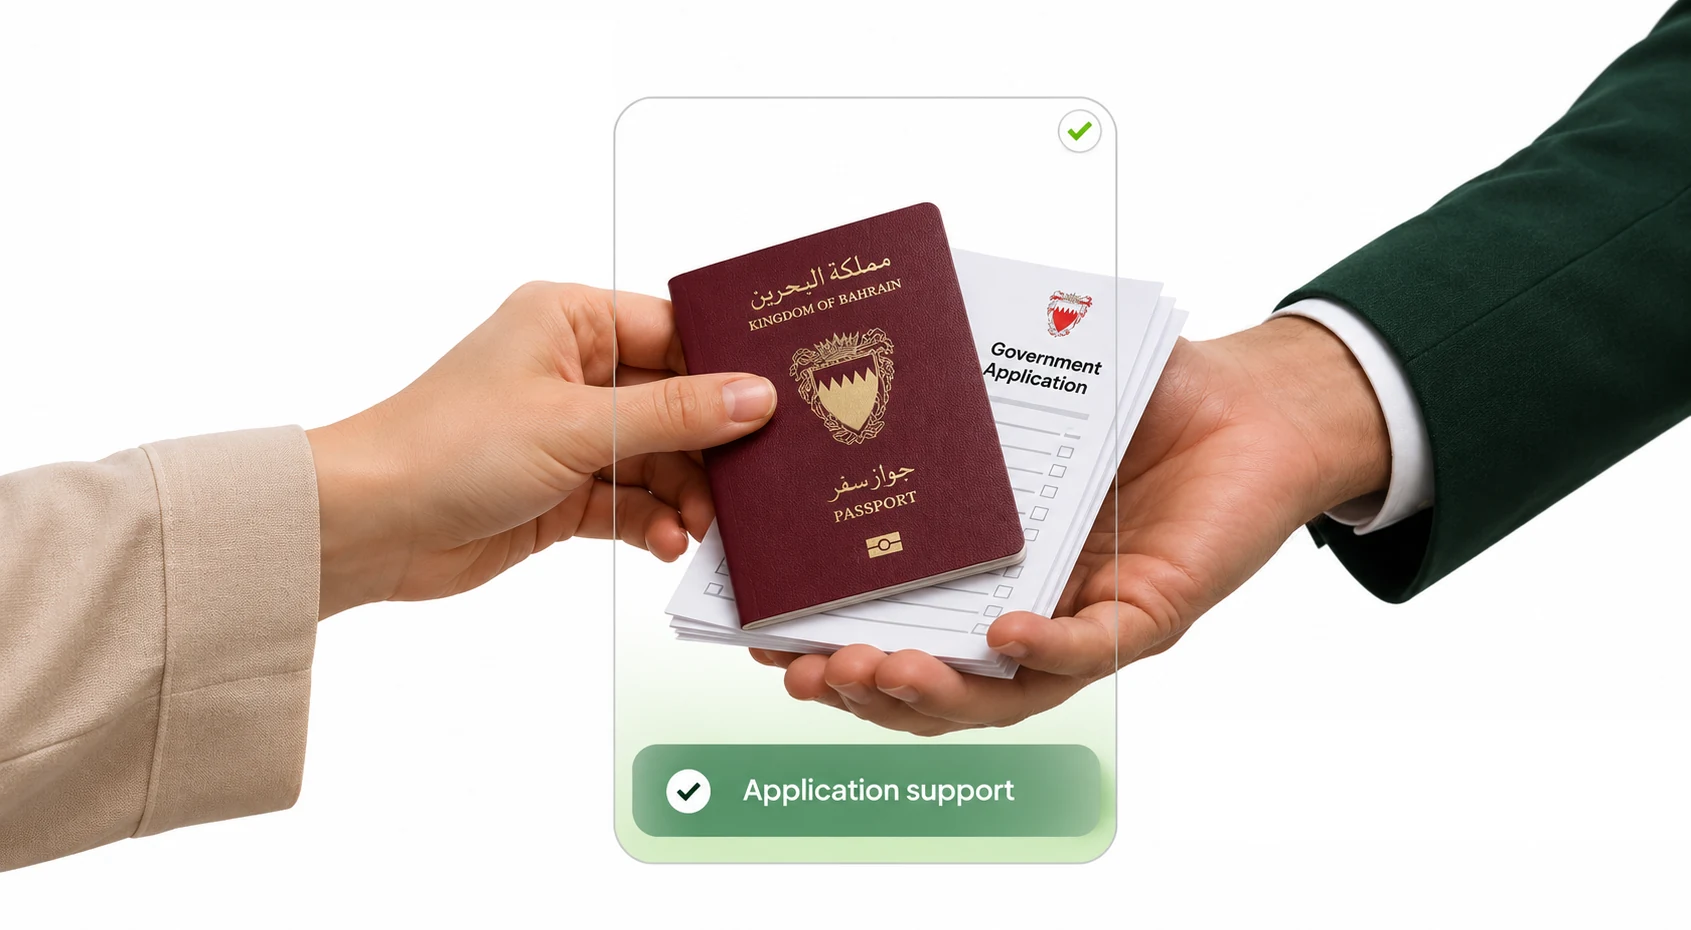 مملكة البحرين
KINGDOM OF BAHRAIN
جواز سفر
PASSPORT
Government
Application
Application support